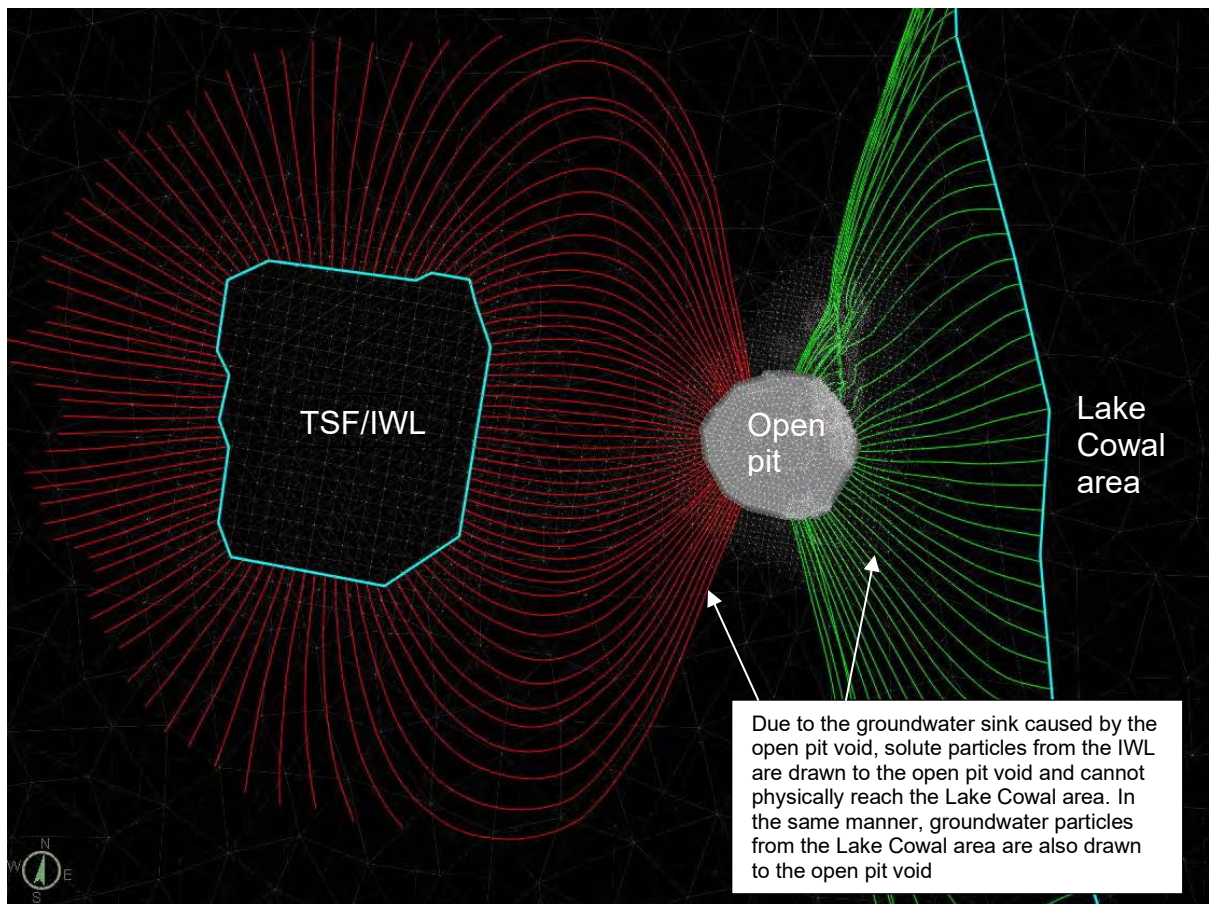 TSF/IWL
Open
pit
Lake
Cowal
area
Due to the groundwater sink caused by the
open pit void, solute particles from the IWL
are drawn to the open pit void and cannot
physically reach the Lake Cowal area. In
the same manner, groundwater particles
from the Lake Cowal area are also drawn
to the open pit void
N
W E
S